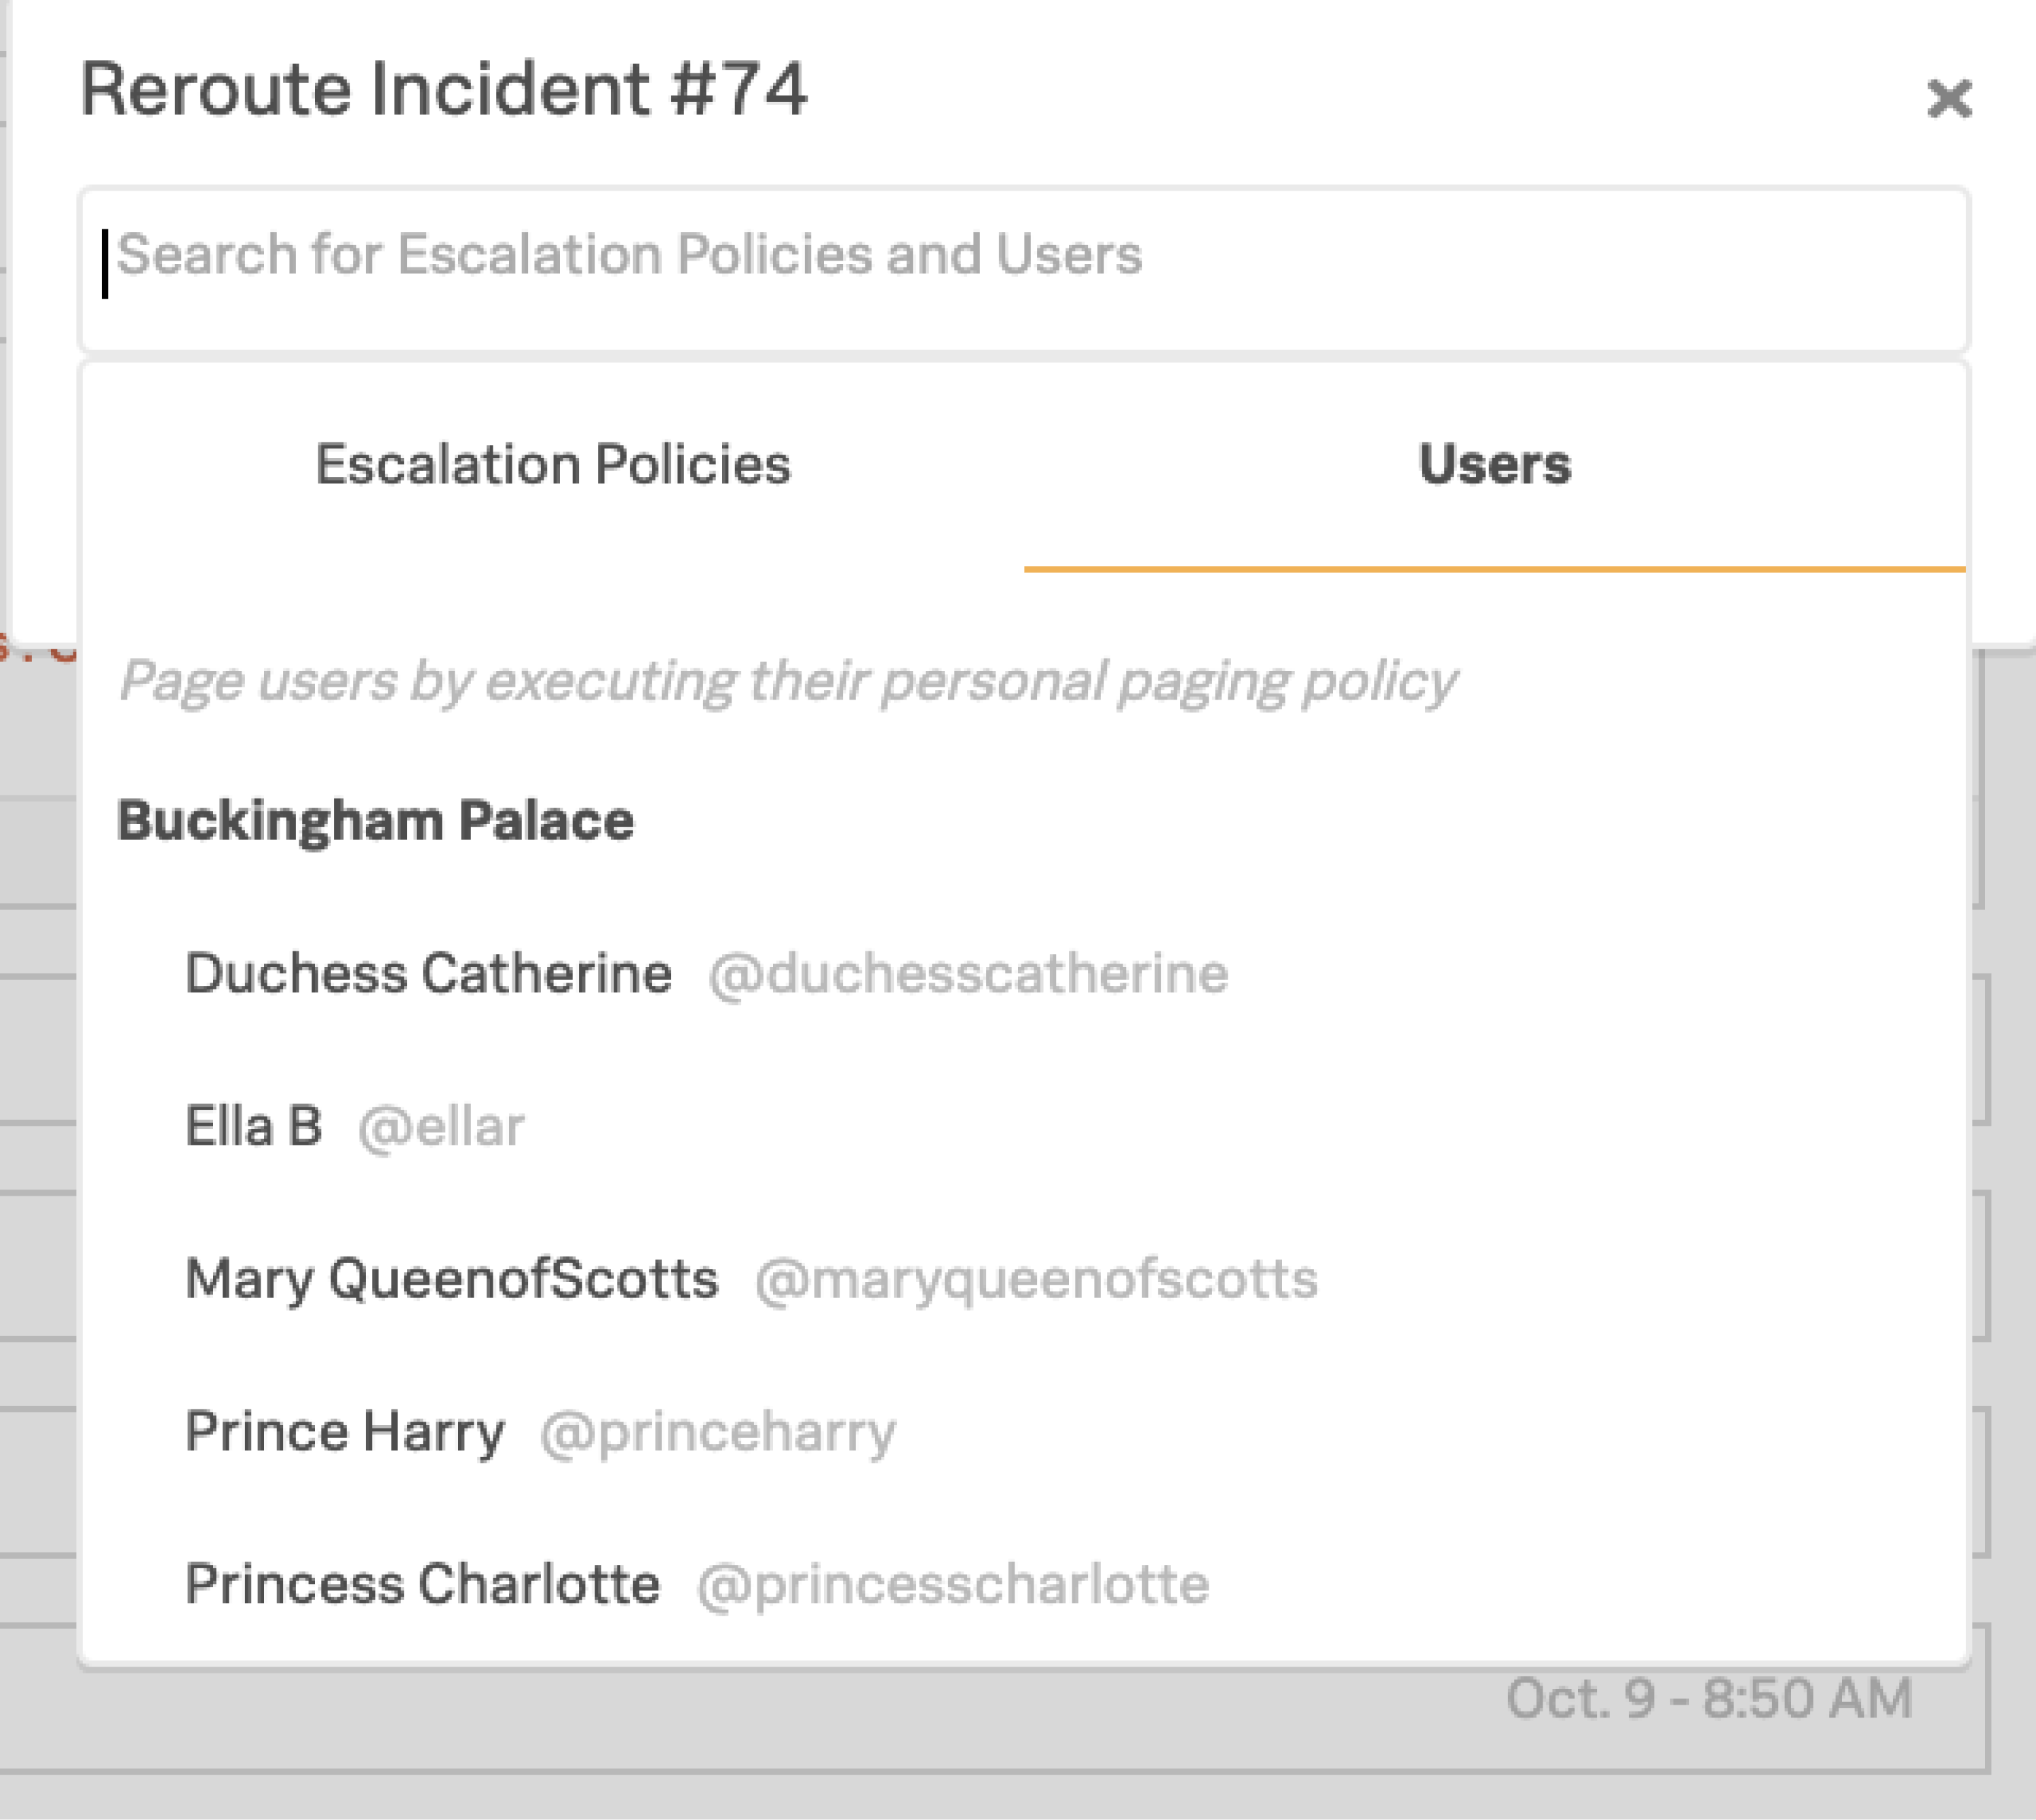 Reroute Incident #74
Search for Escalation Policies and Users
Escalation Policies Users
Page users by executing their personal paging policy
Buckingham Palace
Duchess Catherine @duchesscatherine
Ella B @ellar
Mary QueenofScotts @maryqueenofscotts
Prince Harry @princeharry
Princess Charlotte @princesscharlotte
Oct. 9 - 8:50 AM